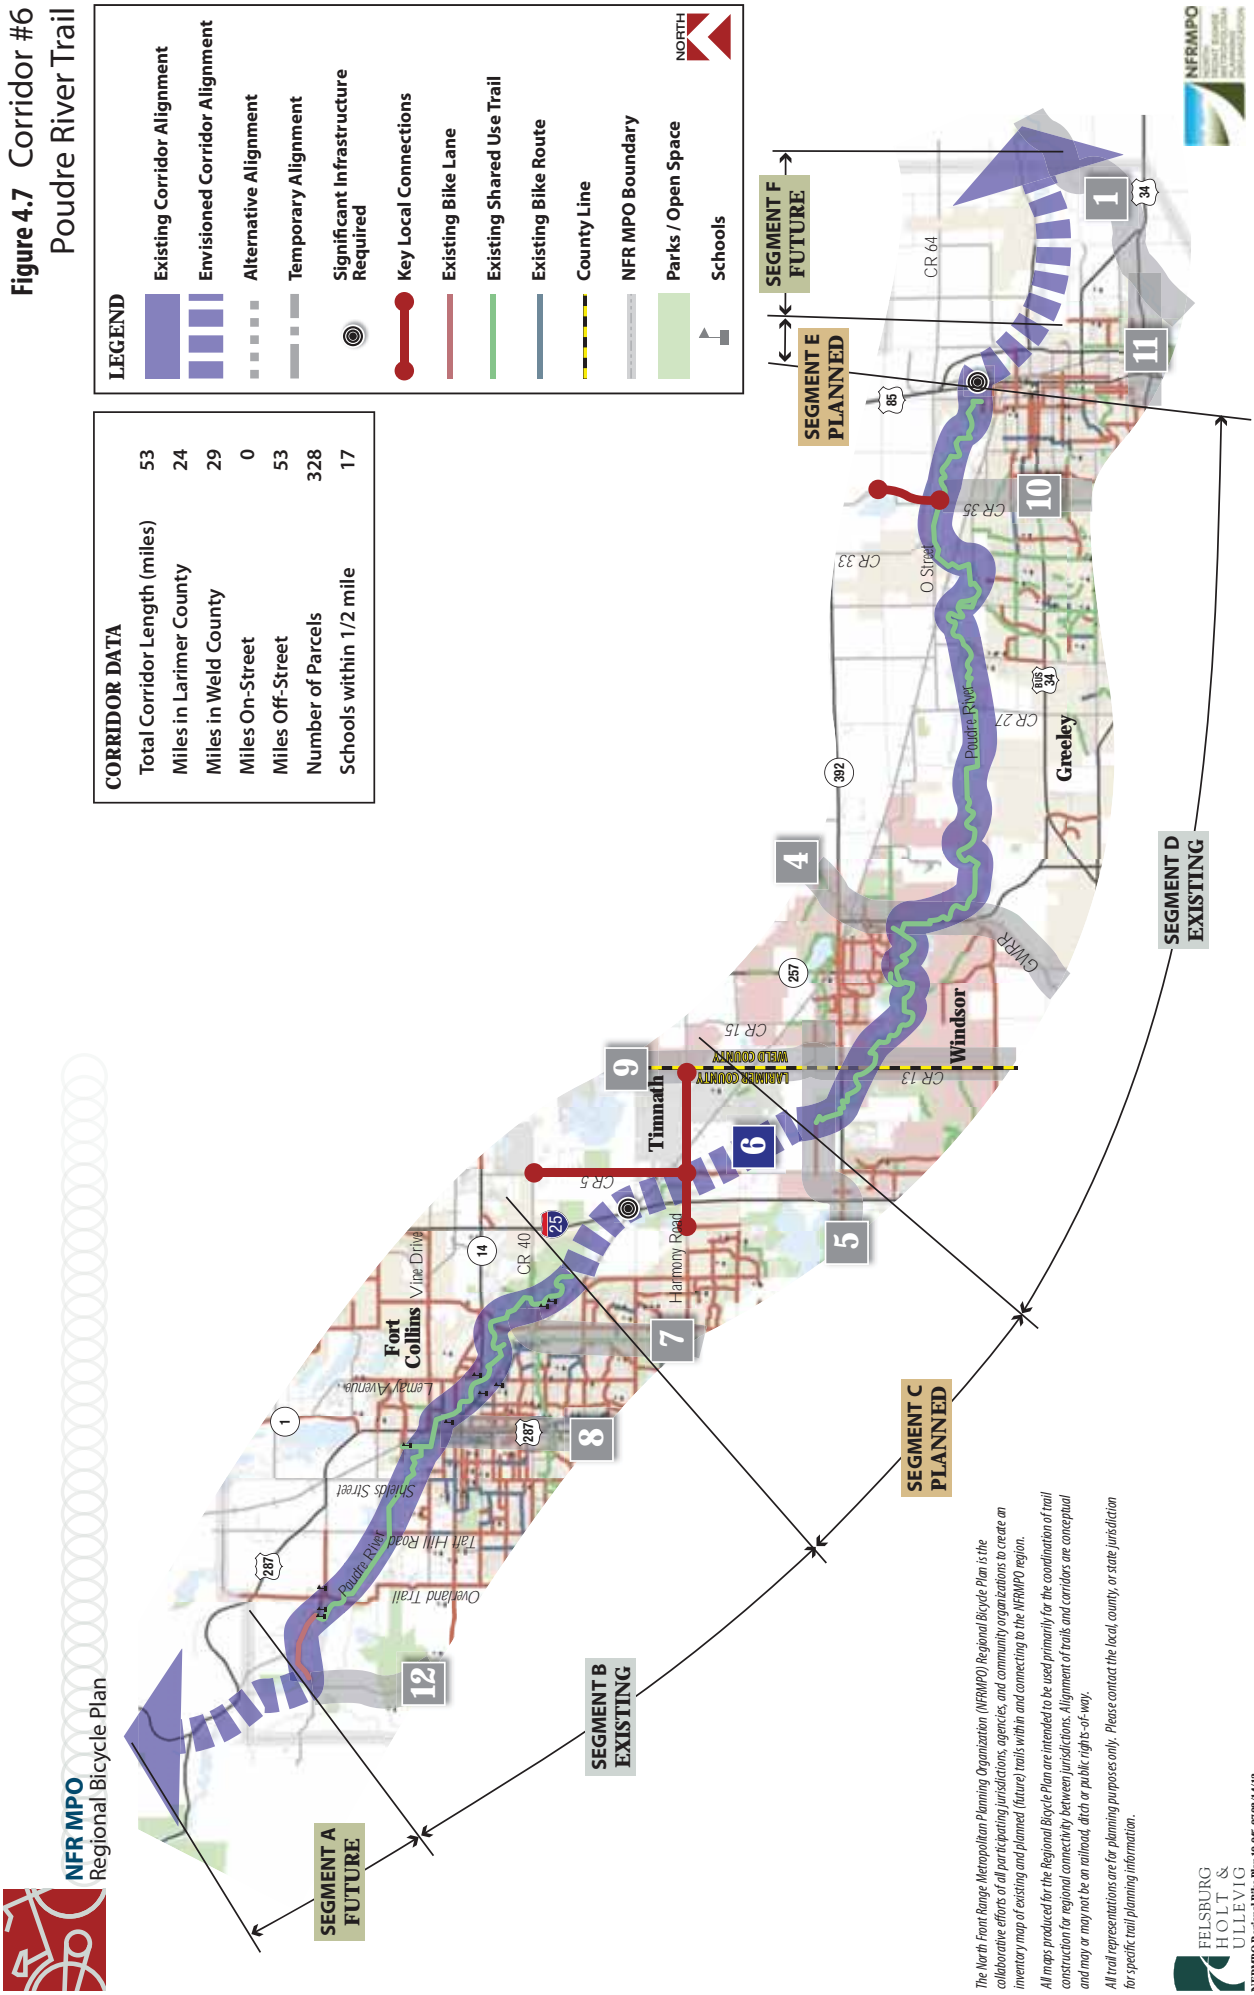 NFR MPO
Regional Bicycle Plan
Figure 4.7 Corridor #6
Poudre River Trail
CORRIDOR DATA
Total Corridor Length (miles) 53
Miles in Larimer County 24
Miles in Weld County 29
Miles On-Street 0
Miles Off-Street 53
Number of Parcels 328
Schools within 1/2 mile 17
LEGEND
Existing Corridor Alignment
Envisioned Corridor Alignment
Alternative Alignment
Temporary Alignment
Significant Infrastructure
Required
Key Local Connections
Existing Bike Lane
Existing Shared Use Trail
Existing Bike Route
County Line
NFR MPO Boundary
Parks / Open Space
Schools
NORTH
SEGMENT A
FUTURE
SEGMENT B
EXISTING
SEGMENT C
PLANNED
SEGMENT D
EXISTING
SEGMENT E
PLANNED
SEGMENT F
FUTURE
12
287
Overland Trail
Taft Hill Road
Poudre River
Shields Street
1
Lemay Avenue
287
8
Fort
Collins
Vine Drive
14
CR 40
7
25
Harmony Road
CR 5
Timnath
6
5
9
LARIMER COUNTY
WELD COUNTY
CR 13
CR 15
257
Windsor
4
GWRR
392
Poudre River
CR 27
Greeley
BUS
34
O Street
CR 33
CR 35
10
85
CR 64
11
1
34
The North Front Range Metropolitan Planning Organization (NFRMPO) Regional Bicycle Plan is the
collaborative efforts of all participating jurisdictions, agencies, and community organizations to create an
inventory map of existing and planned (future) trails within and connecting to the NFRMPO region.
All maps produced for the Regional Bicycle Plan are intended to be used primarily for the coordination of trail
construction for regional connectivity between jurisdictions. Alignment of trails and corridors are conceptual
and may or may not be on railroad, ditch or public rights-of-way.
All trail representations are for planning purposes only. Please contact the local, county, or state jurisdiction
for specific trail planning information.
FELSBURG
HOLT &
ULLEVIG
NFRMPO
NORTH
FRONT RANGE
METROPOLITAN
PLANNING
ORGANIZATION